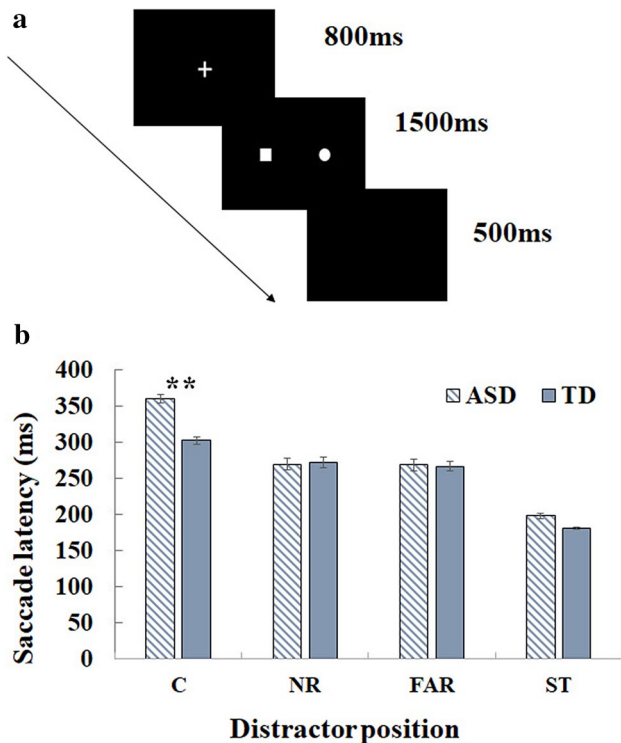 a
800ms
1500ms
500ms
b
Saccade latency (ms)
400
350
300
250
200
150
100
50
0
**
ASD TD
C NR FAR ST
Distractor position